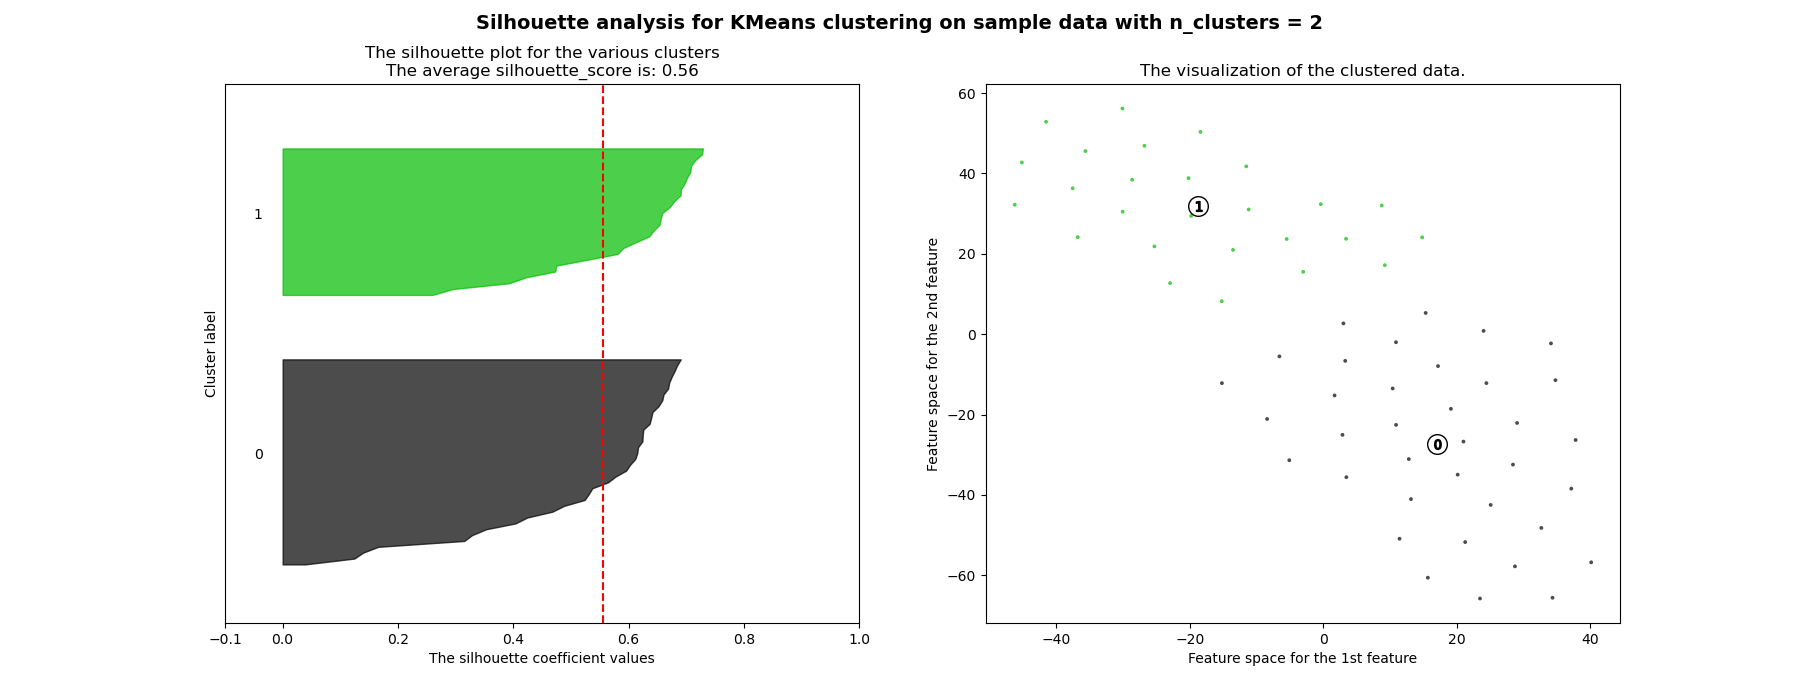 Silhouette analysis for KMeans clustering on sample data with n_clusters = 2
The silhouette plot for the various clusters
The average silhouette_score is: 0.56
Cluster label
1
0
−0.1 0.0 0.2 0.4 0.6 0.8 1.0
The silhouette coefficient values
The visualization of the clustered data.
Feature space for the 2nd feature
60
40
20
0
−20
−40
−60
1
0
−40 −20 0 20 40
Feature space for the 1st feature